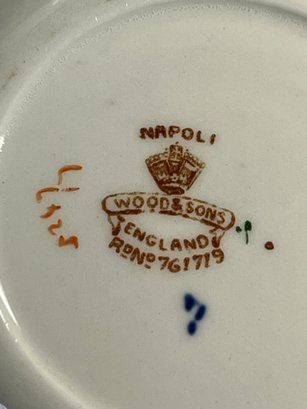 NAPOLI
WOOD & SONS
ENGLAND
RD NO 761719